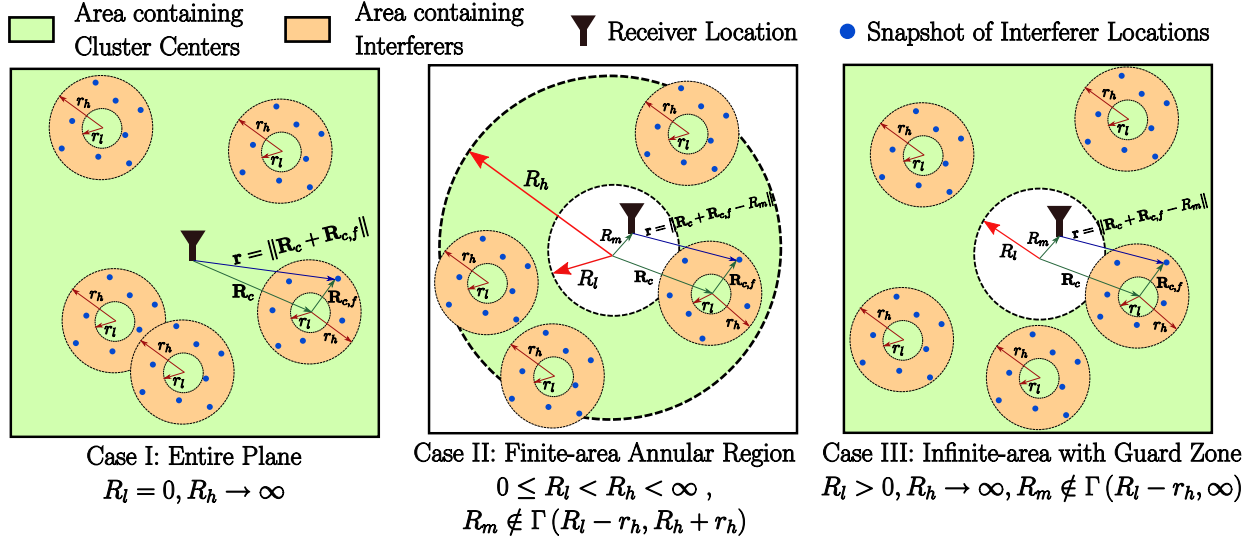 Area containing
Cluster Centers
Area containing
Interferers
Receiver Location
Snapshot of Interferer Locations
r_h
r_l
r_h
r_l
r = ‖R_c + R_{c,f}‖
R_c
R_{c,f}
r_h
r_l
r_h
r_l
r_l
r_h
Case I: Entire Plane
R_l = 0, R_h → ∞
r_h
r_l
R_h
r = ‖R_c + R_{c,f} − R_m‖
R_m
R_l
R_c
R_{c,f}
r_h
r_l
r_l
r_h
r_h
r_l
Case II: Finite-area Annular Region
0 ≤ R_l < R_h < ∞ ,
R_m ∉ Γ (R_l − r_h, R_h + r_h)
r_h
r_l
r_h
r_l
r = ‖R_c + R_{c,f} − R_m‖
R_m
R_l
R_c
R_{c,f}
r_l
r_h
r_h
r_l
r_h
r_l
Case III: Infinite-area with Guard Zone
R_l > 0, R_h → ∞, R_m ∉ Γ (R_l − r_h, ∞)